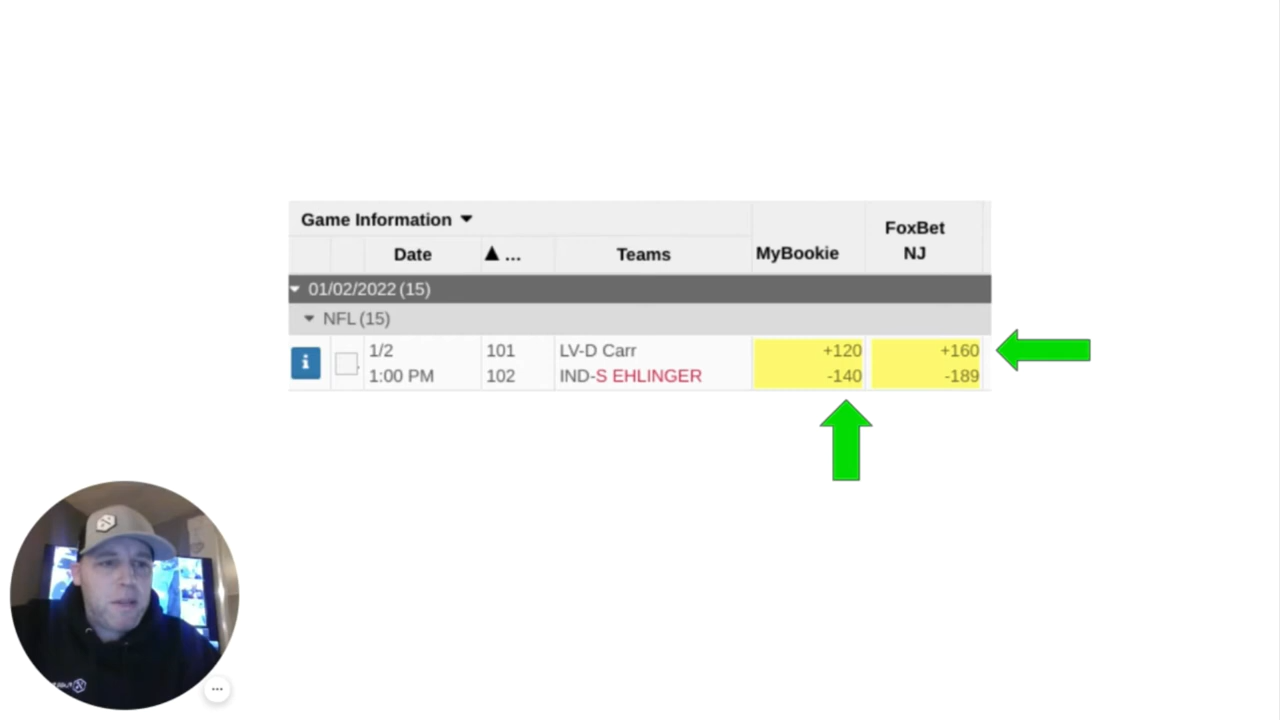 Game Information
FoxBet
NJ
Date
...
Teams
MyBookie
01/02/2022 (15)
NFL (15)
i
1/2
101
LV-D Carr
+120
+160
1:00 PM
102
IND-S EHLINGER
-140
-189
...